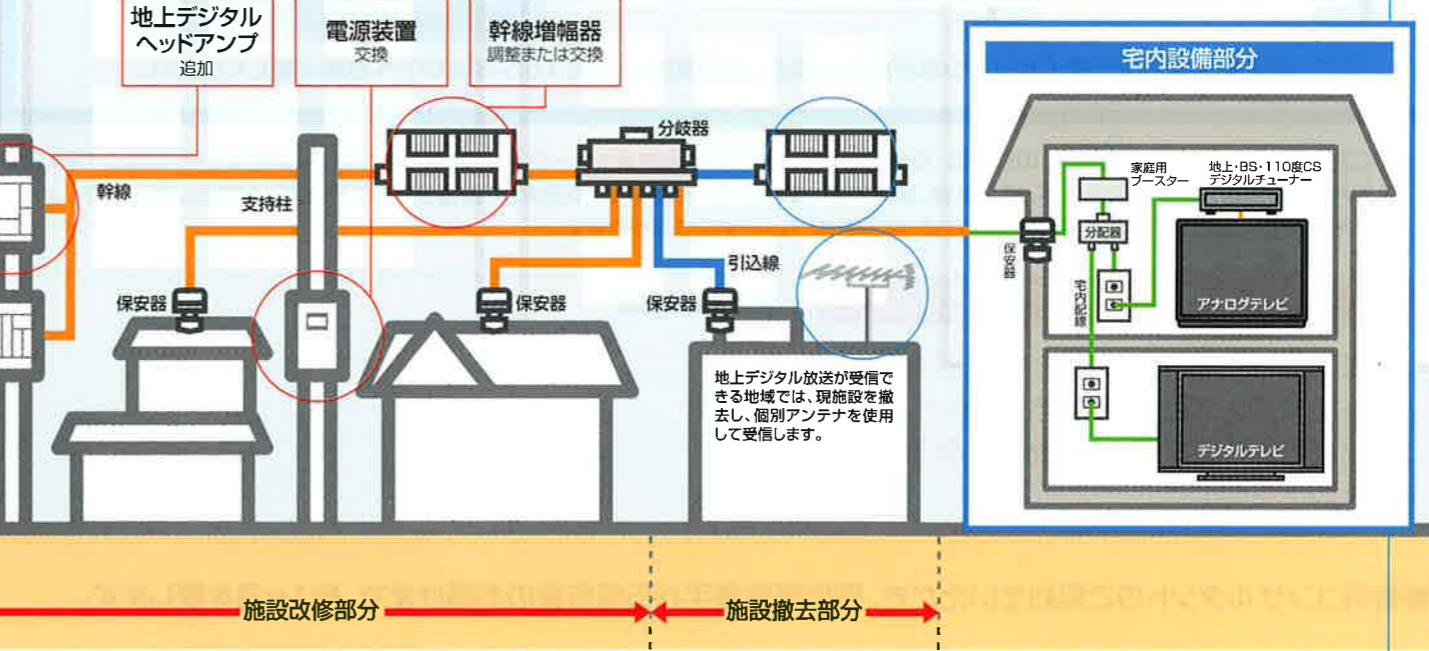 地上デジタル
ヘッドアンプ
追加
電源装置
交換
幹線増幅器
調整または交換
宅内設備部分
分岐器
幹線
支持柱
家庭用
ブースター
地上・BS・110度CS
デジタルチューナー
分配器
保安器
引込線
宅内配線
アナログテレビ
保安器
保安器
保安器
地上デジタル放送が受信で
きる地域では、現施設を撤
去し、個別アンテナを使用
して受信します。
デジタルテレビ
施設改修部分
施設撤去部分